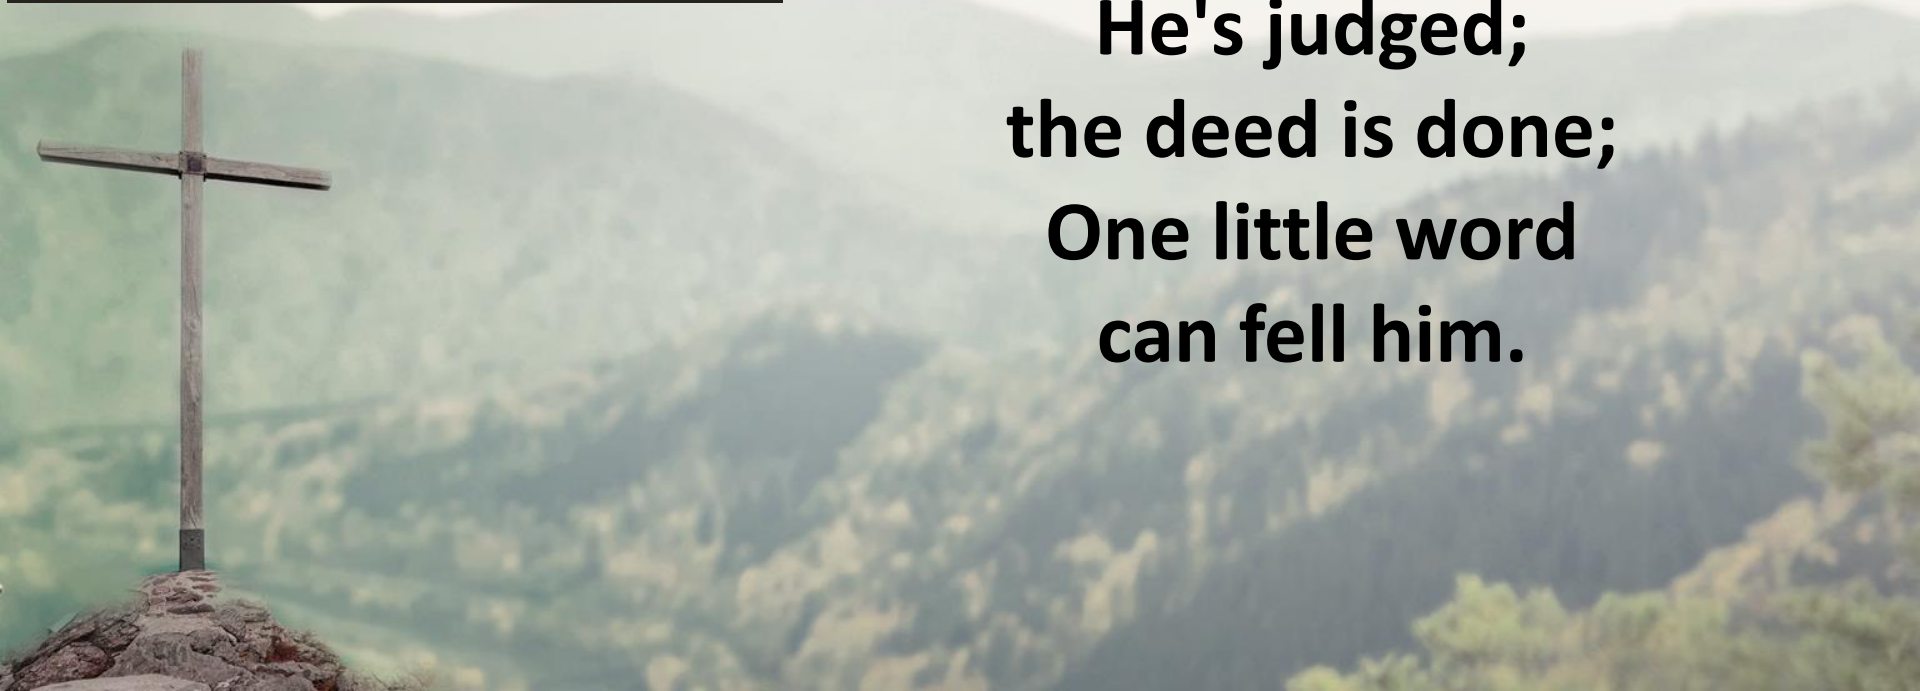 He's judged;
the deed is done;
One little word
can fell him.